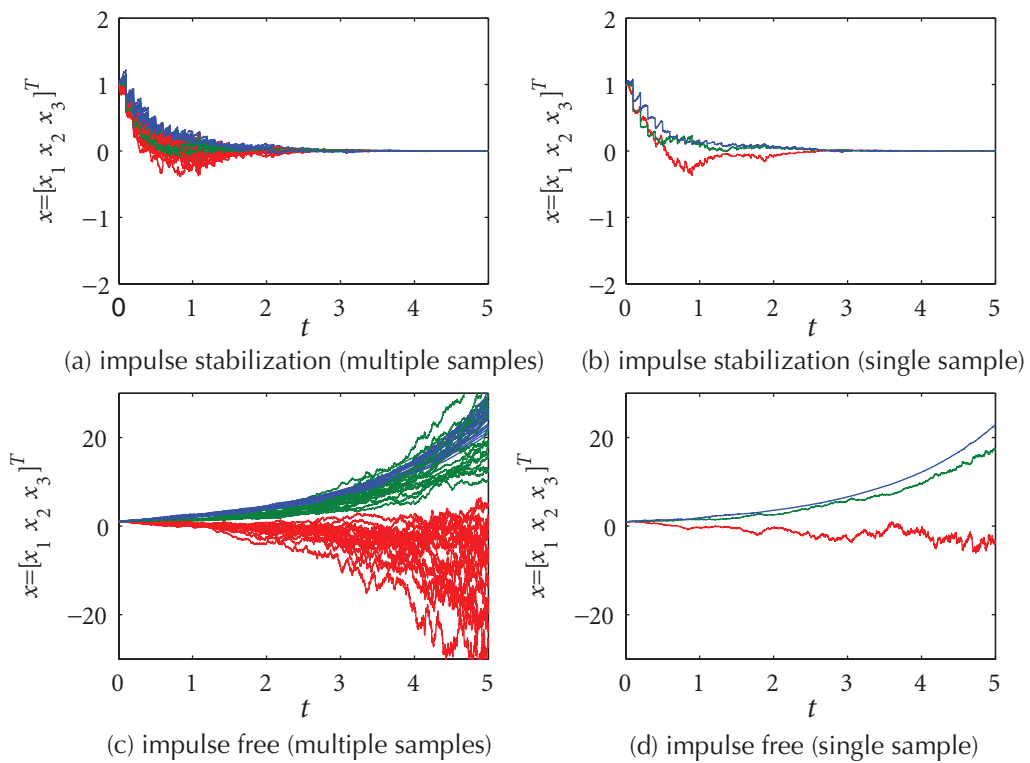 2
1
0
−1
−2
x=[x1 x2 x3]T
0 1 2 3 4 5
t
(a) impulse stabilization (multiple samples)
2
1
0
−1
−2
x=[x1 x2 x3]T
0 1 2 3 4 5
t
(b) impulse stabilization (single sample)
20
0
−20
x=[x1 x2 x3]T
0 1 2 3 4 5
t
(c) impulse free (multiple samples)
20
0
−20
x=[x1 x2 x3]T
0 1 2 3 4 5
t
(d) impulse free (single sample)